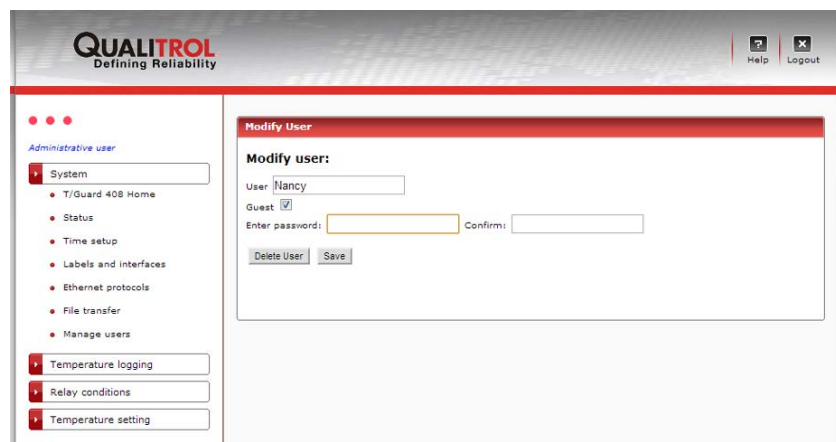 QUALITROL
Defining Reliability
? Help
x Logout
Administrative user
System
T/Guard 408 Home
Status
Time setup
Labels and interfaces
Ethernet protocols
File transfer
Manage users
Temperature logging
Relay conditions
Temperature setting
Modify User
Modify user:
User Nancy
Guest
Enter password: Confirm:
Delete User Save